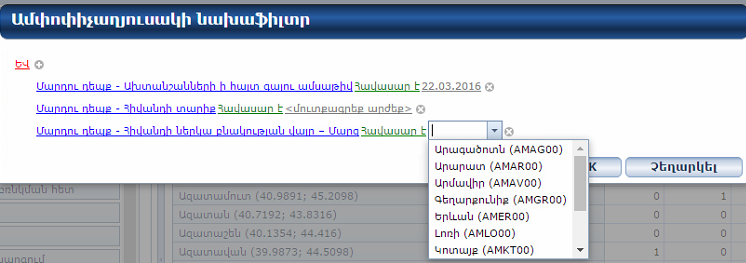 Ամփոփիչաղյուսակի նախաֆիլտր
Եվ
Մարդու դեպք - Ախտանշանների ի հայտ գալու ամսաթիվ Հավասար է 22.03.2016
Մարդու դեպք - Հիվանդի տարիք Հավասար է <մուտքագրեք արժեք>
Մարդու դեպք - Հիվանդի ներկա բնակության վայր – Մարզ Հավասար է
Արագածոտն (AMAG00)
Արարատ (AMAR00)
Արմավիր (AMAV00)
Գեղարքունիք (AMGR00)
Երևան (AMER00)
Լոռի (AMLO00)
Կոտայք (AMKT00)
K Չեղարկել
հետ
Ազատամուտ (40.9891; 45.2098) 0 1
Ազատան (40.7192; 43.8316) 0 0
Ազատաշեն (40.1354; 44.416) 0 0
Ազատավան (39.9873; 44.5098) 1 0